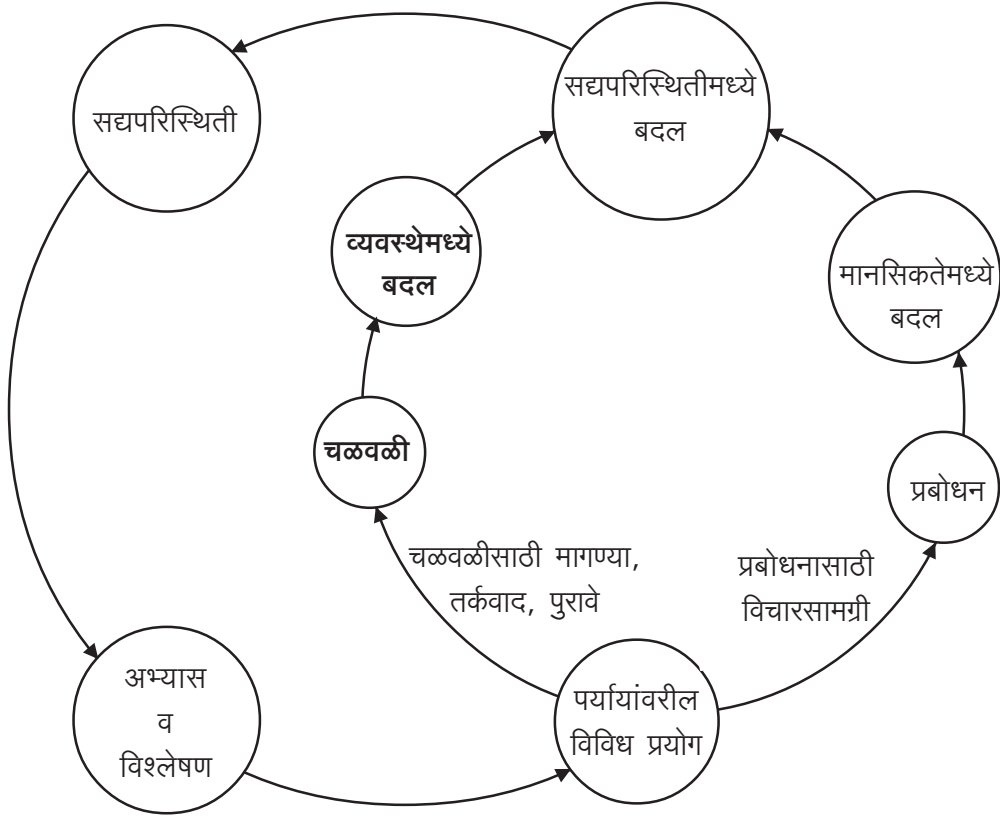 सद्यपरिस्थिती
सद्यपरिस्थितीमध्ये
बदल
व्यवस्थेमध्ये
बदल
मानसिकतेमध्ये
बदल
चळवळी
प्रबोधन
चळवळीसाठी मागण्या,
तर्कवाद, पुरावे
प्रबोधनासाठी
विचारसामग्री
अभ्यास
व
विश्लेषण
पर्यायांवरील
विविध प्रयोग